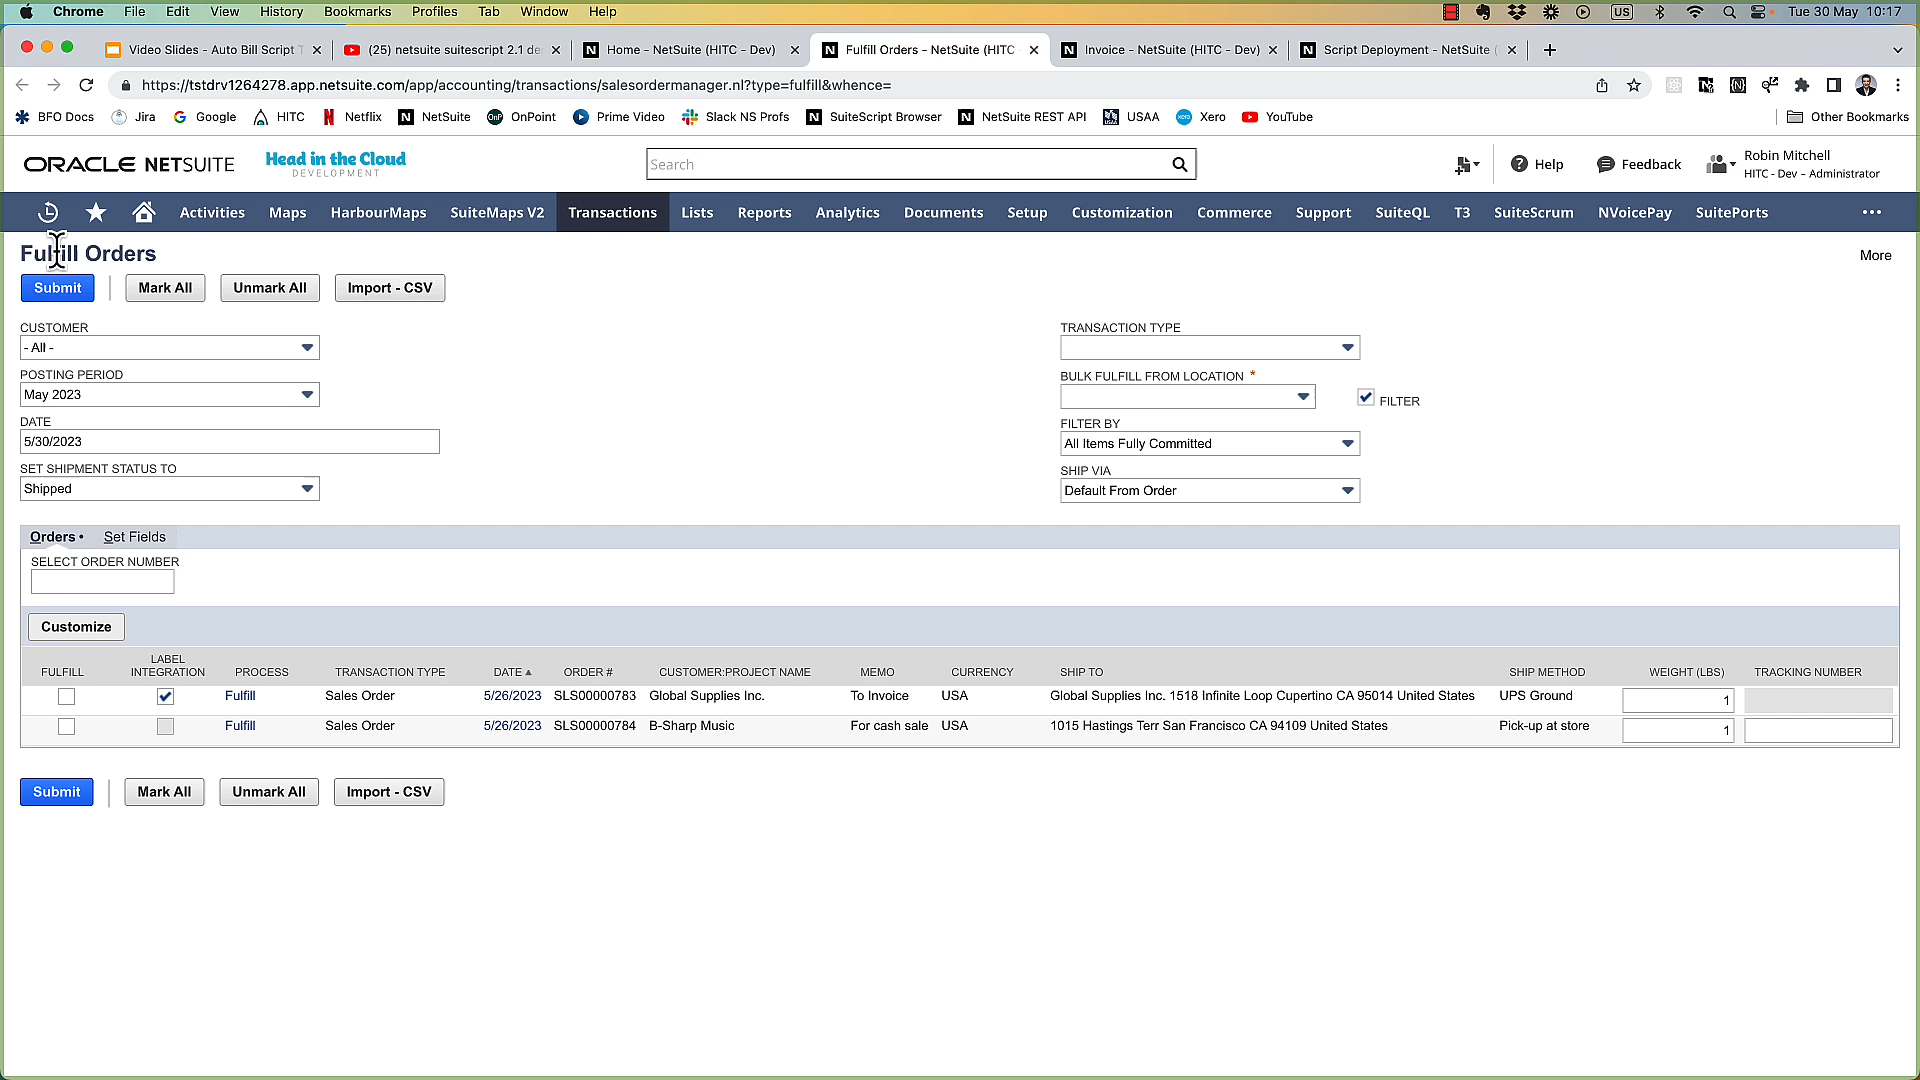 Chrome File Edit View History Bookmarks Profiles Tab Window Help US Tue 30 May 10:17
Video Slides - Auto Bill Script T (25) netsuite suitescript 2.1 de Home - NetSuite (HITC - Dev) Fulfill Orders - NetSuite (HITC Invoice - NetSuite (HITC - Dev) Script Deployment - NetSuite (
https://tstdrv1264278.app.netsuite.com/app/accounting/transactions/salesordermanager.nl?type=fulfill&whence=
BFO Docs Jira Google HITC Netflix NetSuite OnPoint Prime Video Slack NS Profs SuiteScript Browser NetSuite REST API USAA Xero YouTube Other Bookmarks
ORACLE NETSUITE Head in the Cloud DEVELOPMENT Search Help Feedback Robin Mitchell
HITC - Dev - Administrator
Activities Maps HarbourMaps SuiteMaps V2 Transactions Lists Reports Analytics Documents Setup Customization Commerce Support SuiteQL T3 SuiteScrum NVoicePay SuitePorts
Fulfill Orders More
Submit Mark All Unmark All Import - CSV
CUSTOMER TRANSACTION TYPE
- All -
POSTING PERIOD BULK FULFILL FROM LOCATION *
May 2023 FILTER
DATE FILTER BY
5/30/2023 All Items Fully Committed
SET SHIPMENT STATUS TO SHIP VIA
Shipped Default From Order
Orders • Set Fields
SELECT ORDER NUMBER
Customize
FULFILL LABEL INTEGRATION PROCESS TRANSACTION TYPE DATE ▲ ORDER # CUSTOMER:PROJECT NAME MEMO CURRENCY SHIP TO SHIP METHOD WEIGHT (LBS) TRACKING NUMBER
Fulfill Sales Order 5/26/2023 SLS00000783 Global Supplies Inc. To Invoice USA Global Supplies Inc. 1518 Infinite Loop Cupertino CA 95014 United States UPS Ground 1
Fulfill Sales Order 5/26/2023 SLS00000784 B-Sharp Music For cash sale USA 1015 Hastings Terr San Francisco CA 94109 United States Pick-up at store 1
Submit Mark All Unmark All Import - CSV